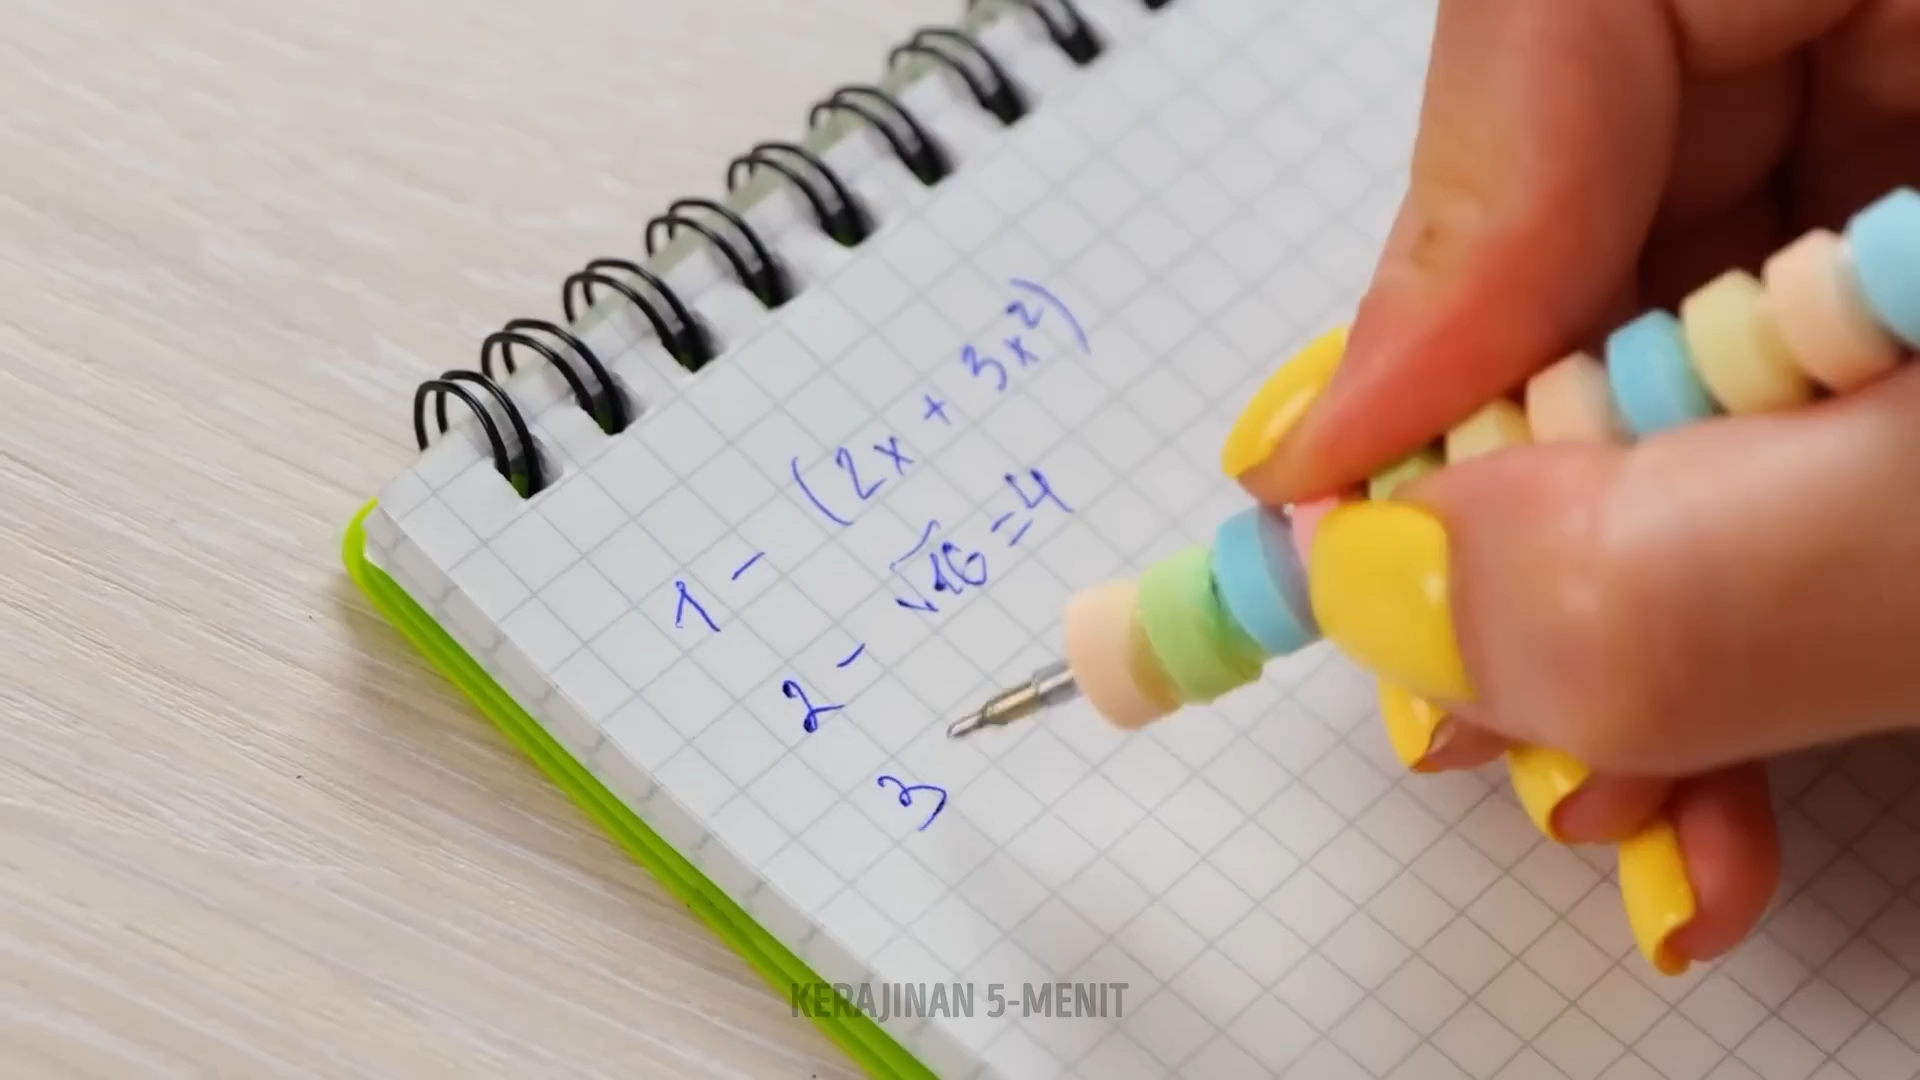 1 - (2x + 3x²)
2 - √16 = 4
3
KERAJINAN 5-MENIT